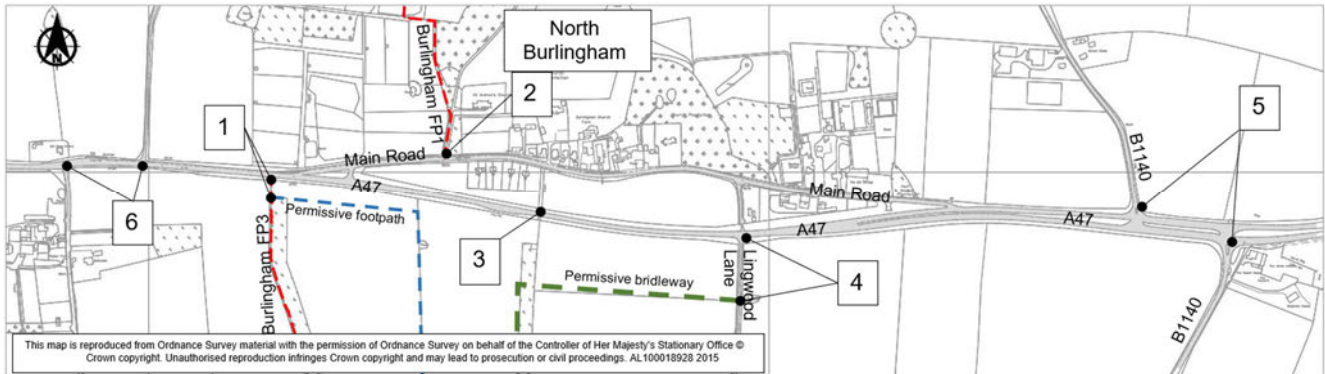 N
North
Burlingham
Burlingham FP1
1
2
Main Road
A47
Permissive footpath
Burlingham FP3
6
3
Permissive bridleway
Main Road
A47
Lingwood
Lane
4
B1140
5
A47
B1140
This map is reproduced from Ordnance Survey material with the permission of Ordnance Survey on behalf of the Controller of Her Majesty's Stationary Office ©
Crown copyright. Unauthorised reproduction infringes Crown copyright and may lead to prosecution or civil proceedings. AL100018928 2015